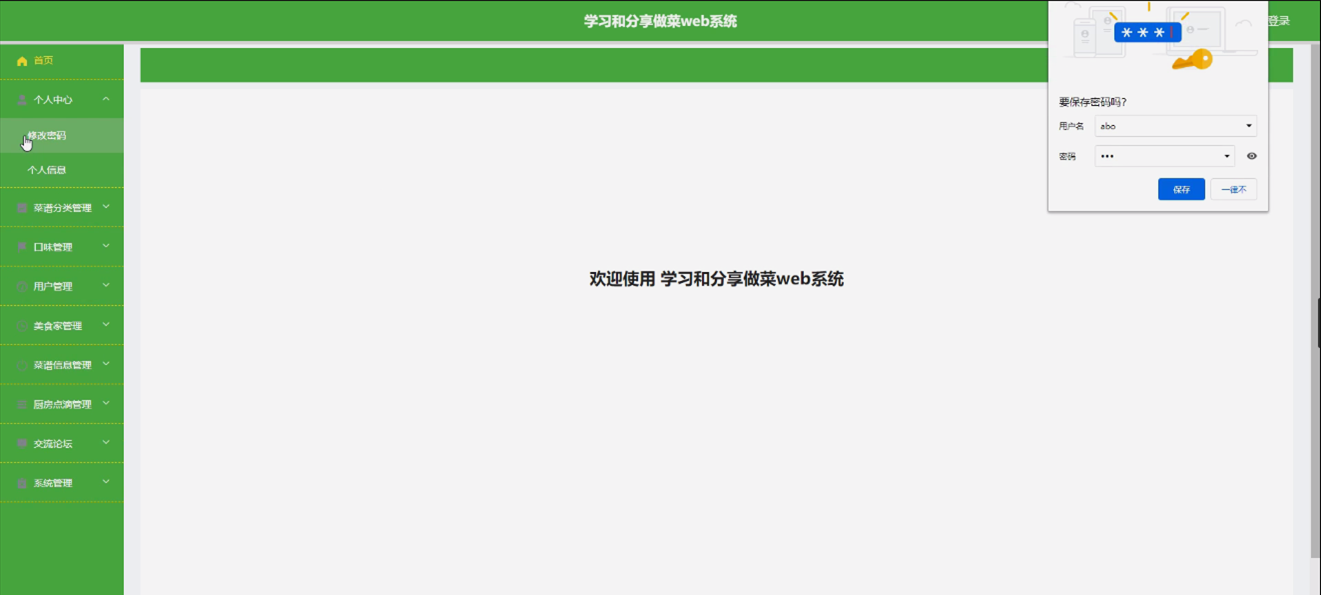 学习和分享做菜web系统
登录
首页
个人中心
修改密码
个人信息
菜谱分类管理
口味管理
用户管理
美食家管理
菜谱信息管理
厨房点滴管理
交流论坛
系统管理
欢迎使用 学习和分享做菜web系统
***
要保存密码吗?
用户名
abo
密码
•••
保存
一律不